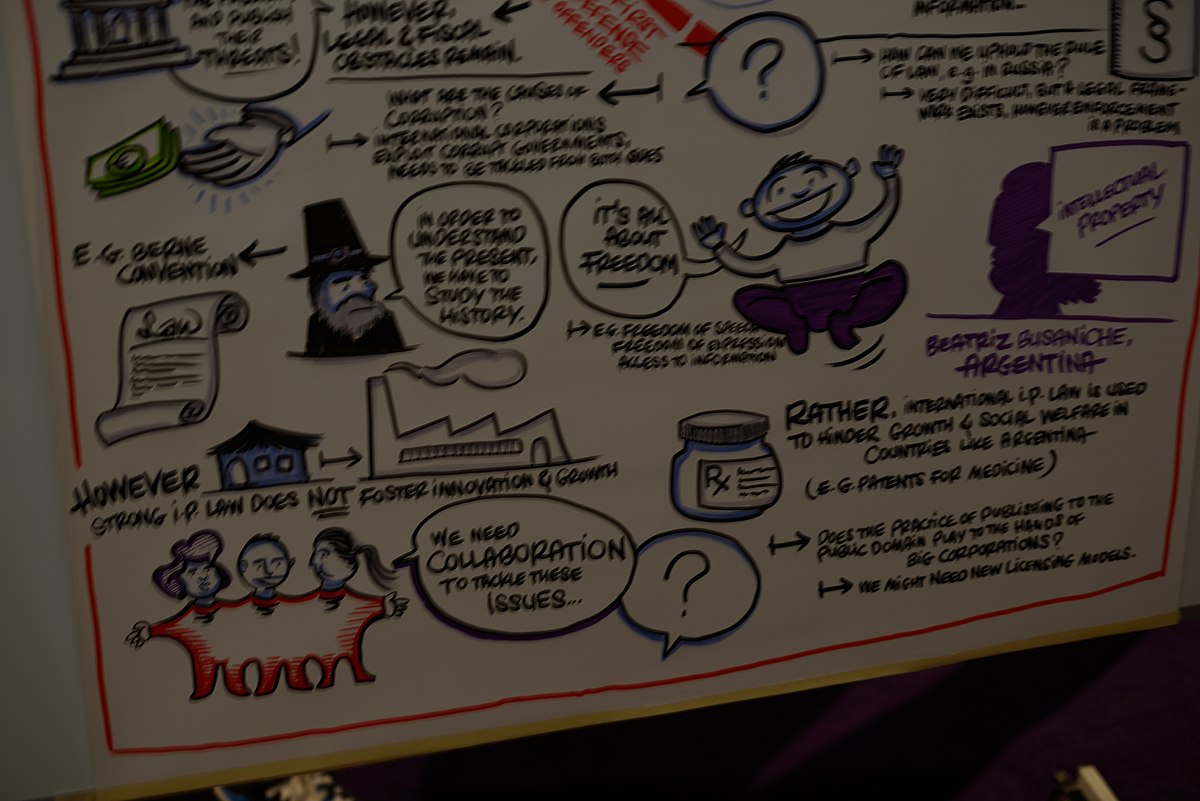 AND PUBLISH
THEIR
THREATS!
HOWEVER,
LEGAL & FISCAL
OBSTACLES REMAIN.
FIRST
DEFENSE
OFFENDERS
INFORMATION...
?
§
HOW CAN WE UPHOLD THE RULE
OF LAW, E.G. IN RUSSIA?
VERY DIFFICULT, BUT A LEGAL FRAME-
WORK EXISTS, HOWEVER ENFORCEMENT
IS A PROBLEM
WHAT ARE THE CAUSES OF
CORRUPTION?
INTERNATIONAL CORPORATIONS
EXPLOIT CORRUPT GOVERNMENTS,
NEEDS TO BE TACKLED FROM BOTH SIDES
E.G. BERNE
CONVENTION
Law
IN ORDER TO
UNDERSTAND
THE PRESENT,
WE HAVE TO
STUDY THE
HISTORY.
IT'S ALL
ABOUT
FREEDOM
E.G. FREEDOM OF SPEECH
FREEDOM OF EXPRESSION
ACCESS TO INFORMATION
INTELLECTUAL
PROPERTY
BEATRIZ BUSANICHE,
ARGENTINA
HOWEVER
STRONG I.P. LAW DOES NOT FOSTER INNOVATION & GROWTH
Rx
RATHER, INTERNATIONAL I.P. LAW IS USED
TO HINDER GROWTH & SOCIAL WELFARE IN
COUNTRIES LIKE ARGENTINA
(E.G. PATENTS FOR MEDICINE)
WE NEED
COLLABORATION
TO TACKLE THESE
ISSUES...
?
DOES THE PRACTICE OF PUBLISHING TO THE
PUBLIC DOMAIN PLAY TO THE HANDS OF
BIG CORPORATIONS?
WE MIGHT NEED NEW LICENSING MODELS.